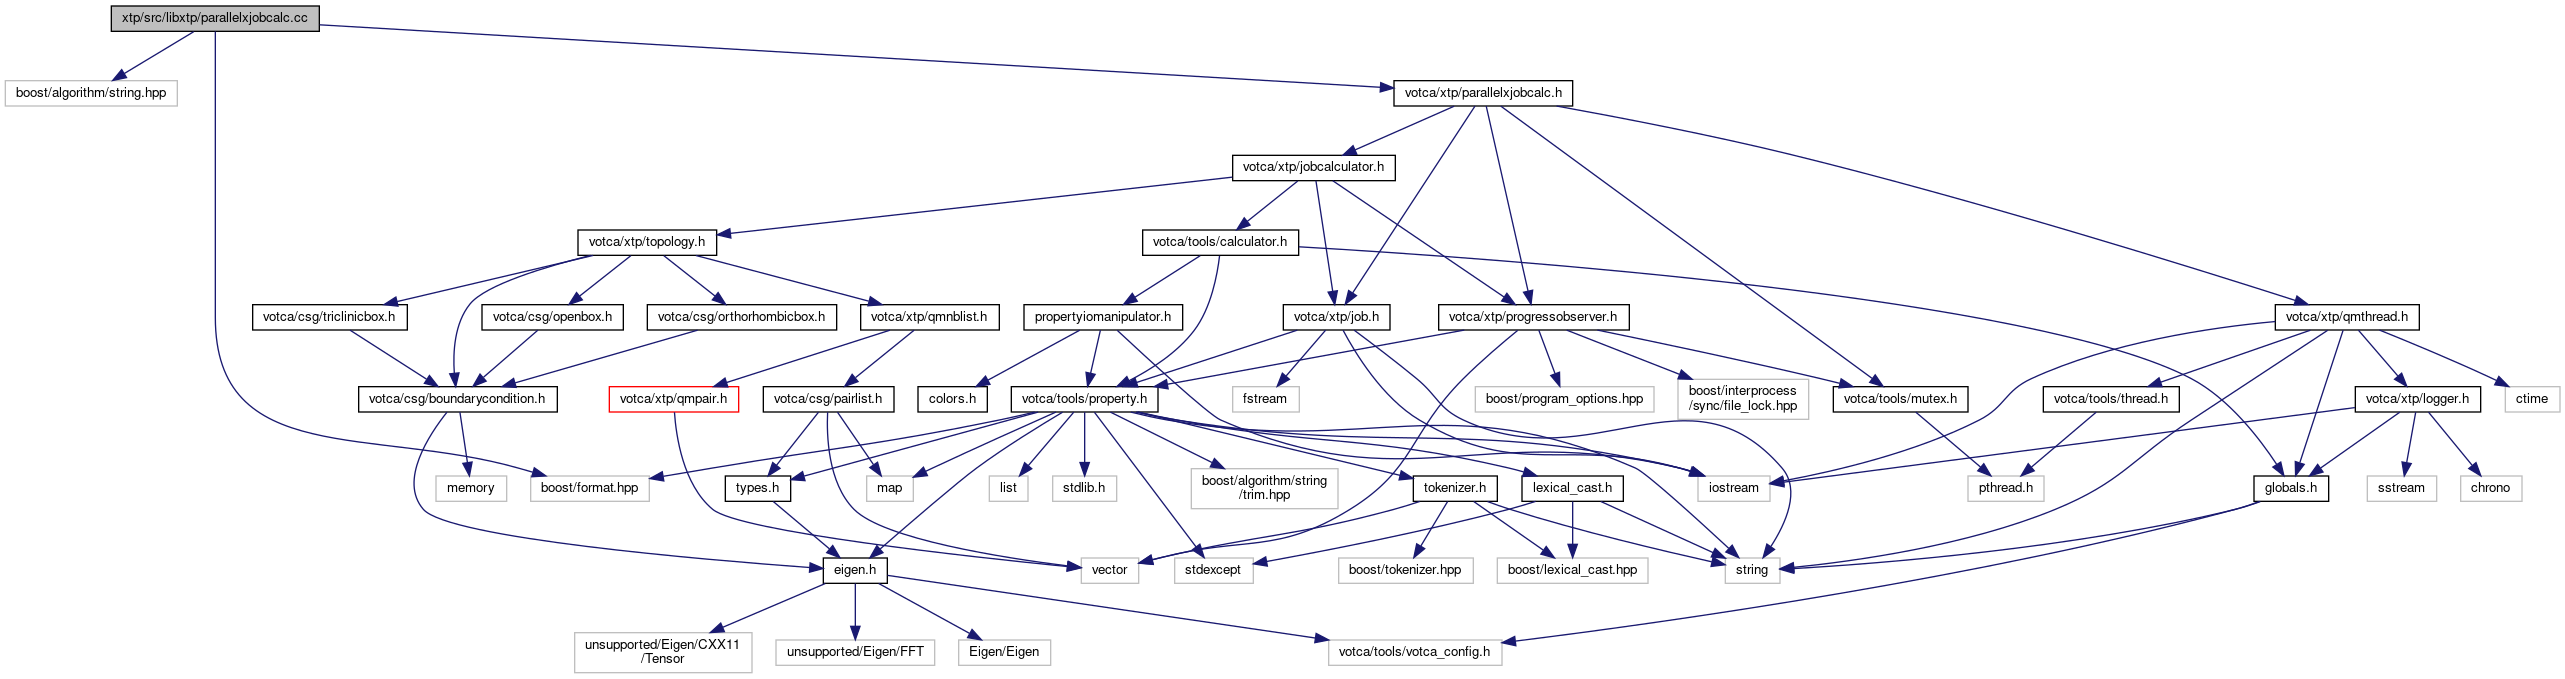 xtp/src/libxtp/parallelxjobcalc.cc
boost/algorithm/string.hpp
votca/xtp/parallelxjobcalc.h
votca/xtp/jobcalculator.h
votca/xtp/topology.h
votca/tools/calculator.h
votca/csg/triclinicbox.h
votca/csg/openbox.h
votca/csg/orthorhombicbox.h
votca/xtp/qmnblist.h
propertyiomanipulator.h
votca/xtp/job.h
votca/xtp/progressobserver.h
votca/xtp/qmthread.h
votca/csg/boundarycondition.h
votca/xtp/qmpair.h
votca/csg/pairlist.h
colors.h
votca/tools/property.h
fstream
boost/program_options.hpp
boost/interprocess
/sync/file_lock.hpp
votca/tools/mutex.h
votca/tools/thread.h
votca/xtp/logger.h
ctime
memory
boost/format.hpp
types.h
map
list
stdlib.h
boost/algorithm/string
/trim.hpp
tokenizer.h
lexical_cast.h
iostream
pthread.h
globals.h
sstream
chrono
eigen.h
vector
stdexcept
boost/tokenizer.hpp
boost/lexical_cast.hpp
string
unsupported/Eigen/CXX11
/Tensor
unsupported/Eigen/FFT
Eigen/Eigen
votca/tools/votca_config.h